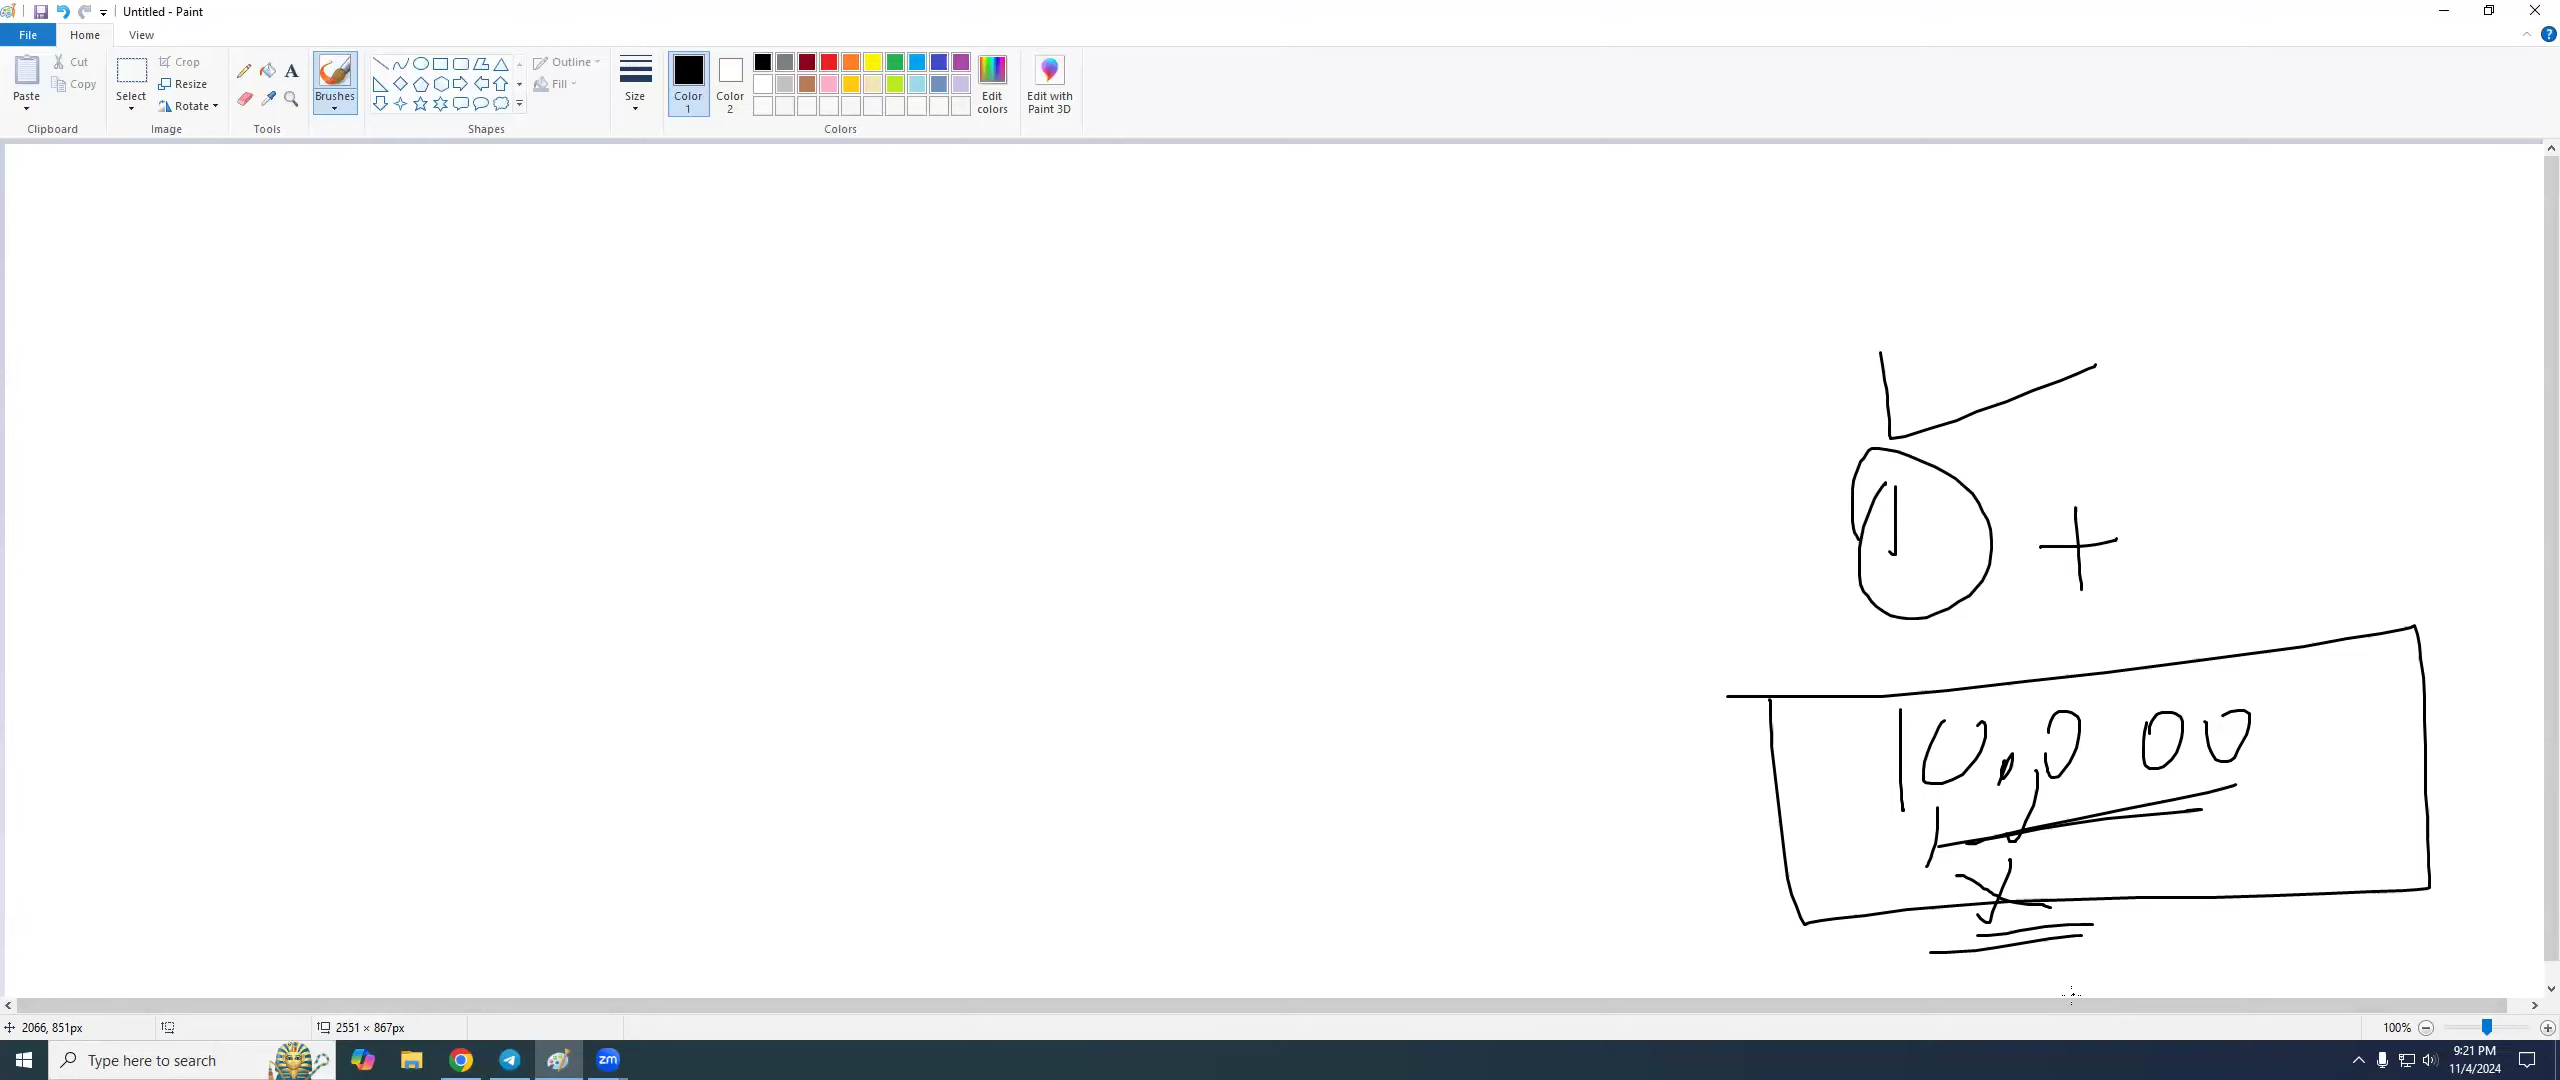 Untitled - Paint
File Home View
Paste Cut Copy Clipboard
Select Crop Resize Rotate Image
Tools
Brushes
Shapes
Outline Fill
Size
Color 1 Color 2 Edit colors Colors
Edit with Paint 3D
1 +
10,000
X
2066, 851px 2551 × 867px 100%
Type here to search zm 9:21 PM
11/4/2024